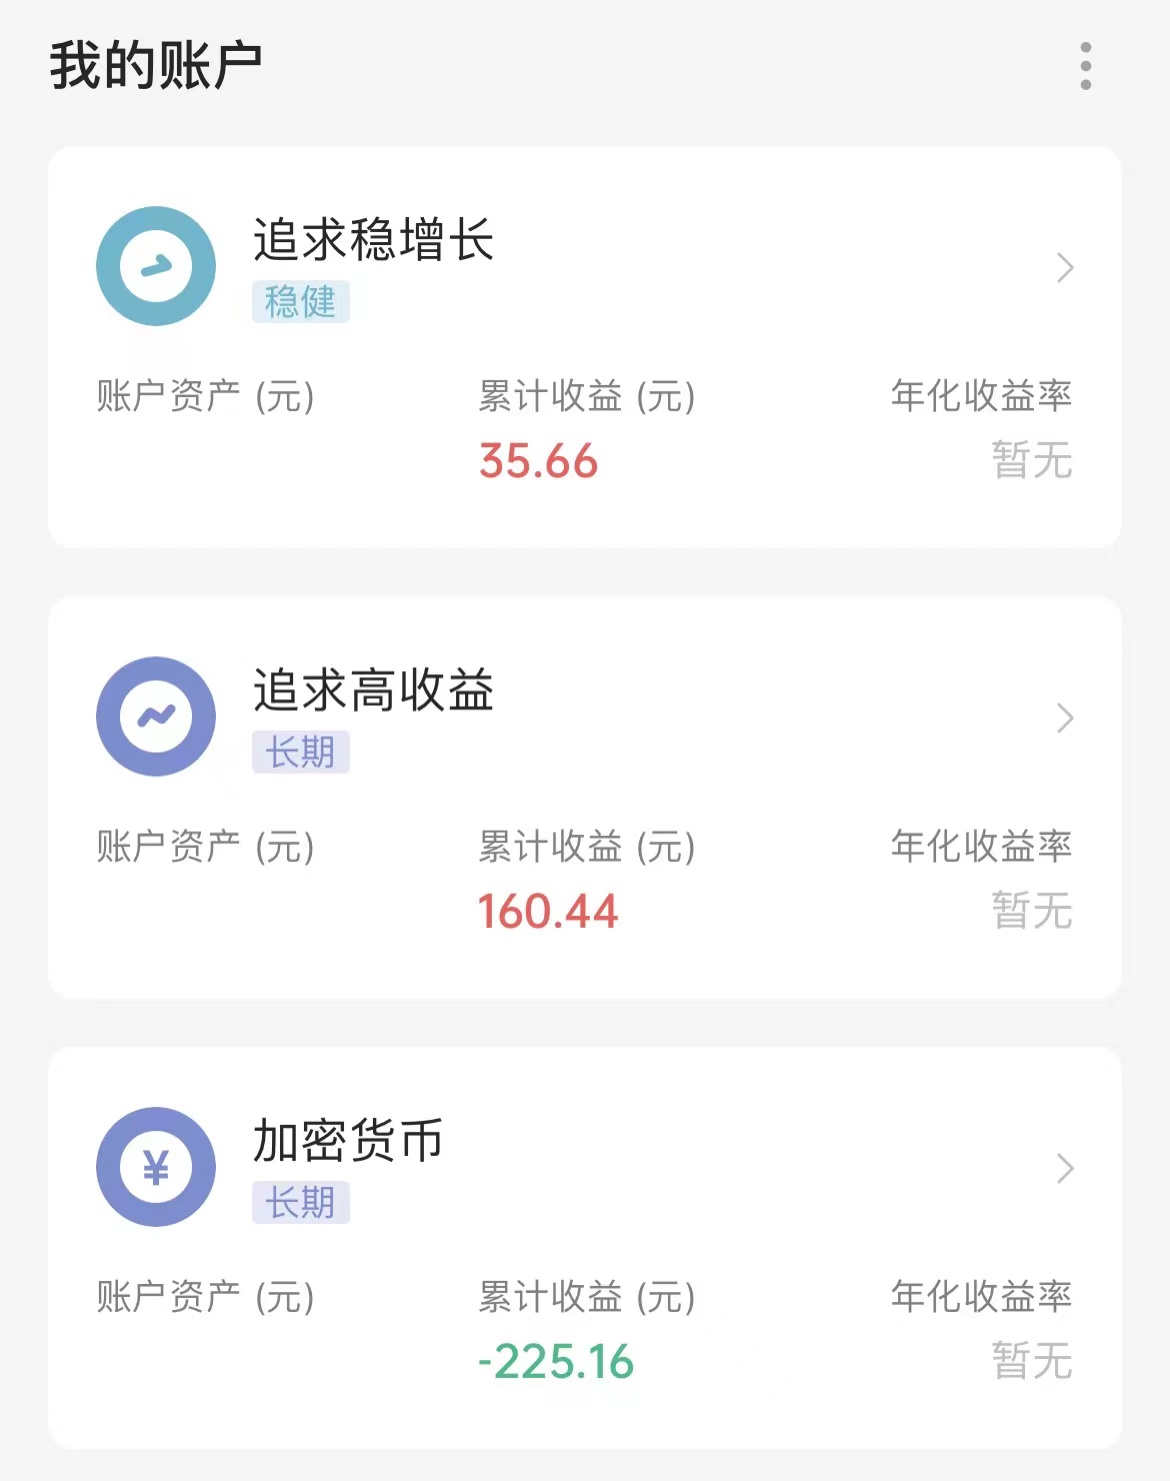 我的账户
追求稳增长
稳健
账户资产 (元) 累计收益 (元) 年化收益率
35.66 暂无
追求高收益
长期
账户资产 (元) 累计收益 (元) 年化收益率
160.44 暂无
¥
加密货币
长期
账户资产 (元) 累计收益 (元) 年化收益率
-225.16 暂无